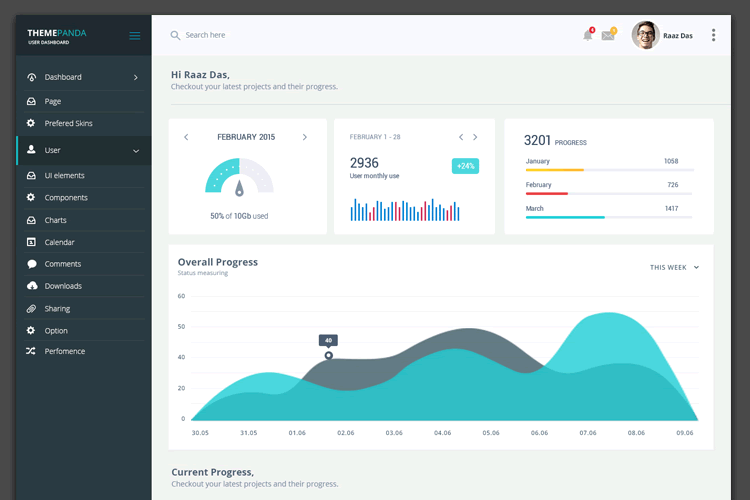 THEMEPANDA
USER DASHBOARD
Search here
4
Raaz Das
Dashboard
Page
Prefered Skins
User
UI elements
Components
Charts
Calendar
Comments
Downloads
Sharing
Option
Perfomence
Hi Raaz Das,
Checkout your latest projects and their progress.
FEBRUARY 2015
50% of 10Gb used
FEBRUARY 1 - 28
2936
User monthly use
+24%
3201 PROGRESS
January 1058
February 726
March 1417
Overall Progress
Status measuring
THIS WEEK
60
50
40
20
0
40
30.05 31.05 01.06 02.06 03.06 04.06 05.06 06.06 07.06 08.06 09.06
Current Progress,
Checkout your latest projects and their progress.